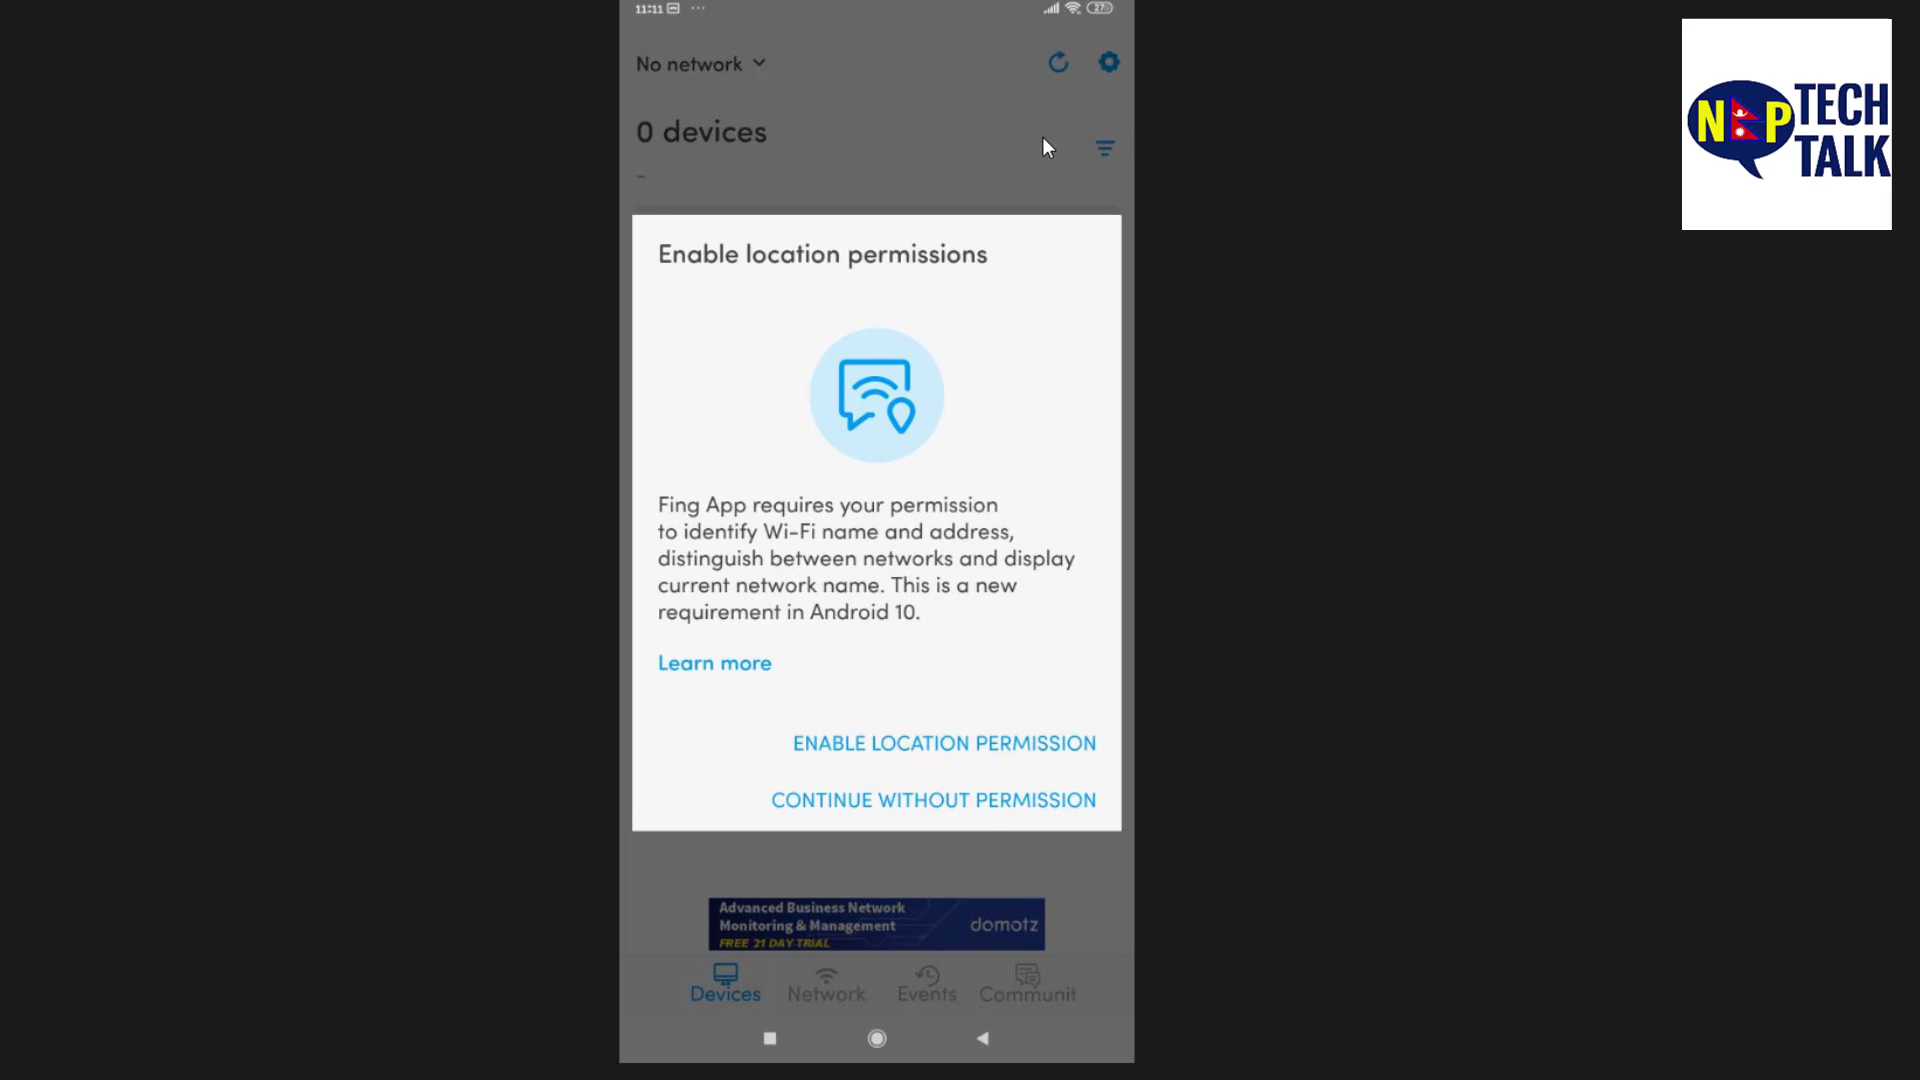 11:11
27
No network
0 devices
Enable location permissions
Fing App requires your permission
to identify Wi-Fi name and address,
distinguish between networks and display
current network name. This is a new
requirement in Android 10.
Learn more
ENABLE LOCATION PERMISSION
CONTINUE WITHOUT PERMISSION
Advanced Business Network
Monitoring & Management
FREE 21 DAY TRIAL
domotz
Devices
Network
Events
Communit
NEP TECH
TALK